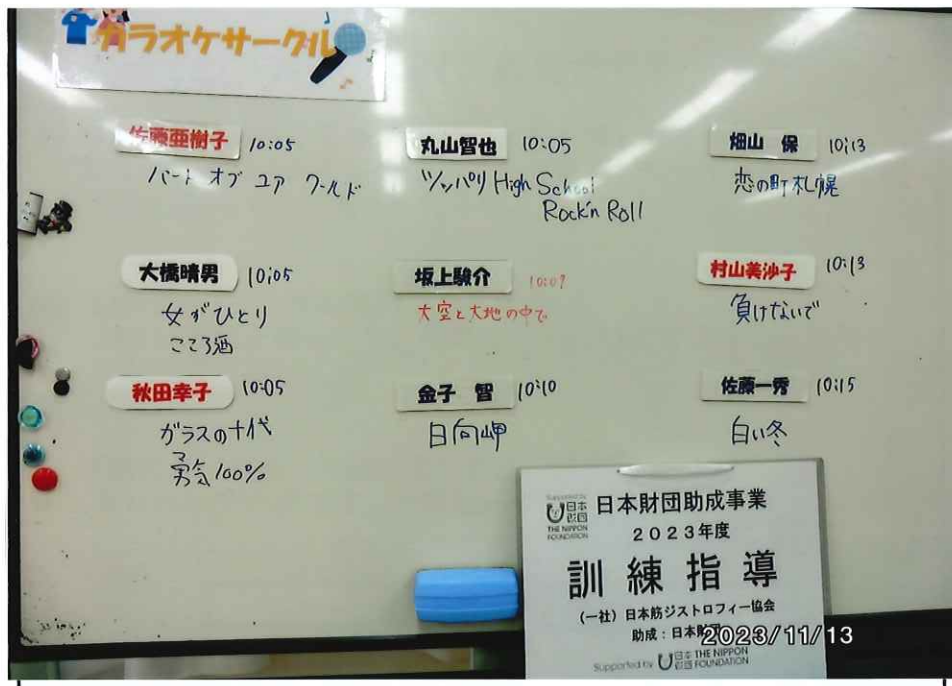 カラオケサークル
佐藤亜樹子 10:05
パート オブ ユア ワールド
丸山智也 10:05
ツッパリ High School
Rock'n Roll
畑山 保 10:13
恋の町札幌
大橋晴男 10:05
女がひとり
こころ酒
坂上駿介 10:09
大空と大地の中で
村山美沙子 10:13
負けないで
秋田幸子 10:05
ガラスの十代
勇気100%
金子 智 10:10
日向岬
佐藤一秀 10:15
白い冬
Supported by 日本財団 THE NIPPON FOUNDATION
日本財団助成事業
2023年度
訓練指導
(一社)日本筋ジストロフィー協会
助成:日本財団
2023/11/13
Supported by 日本財団 THE NIPPON FOUNDATION